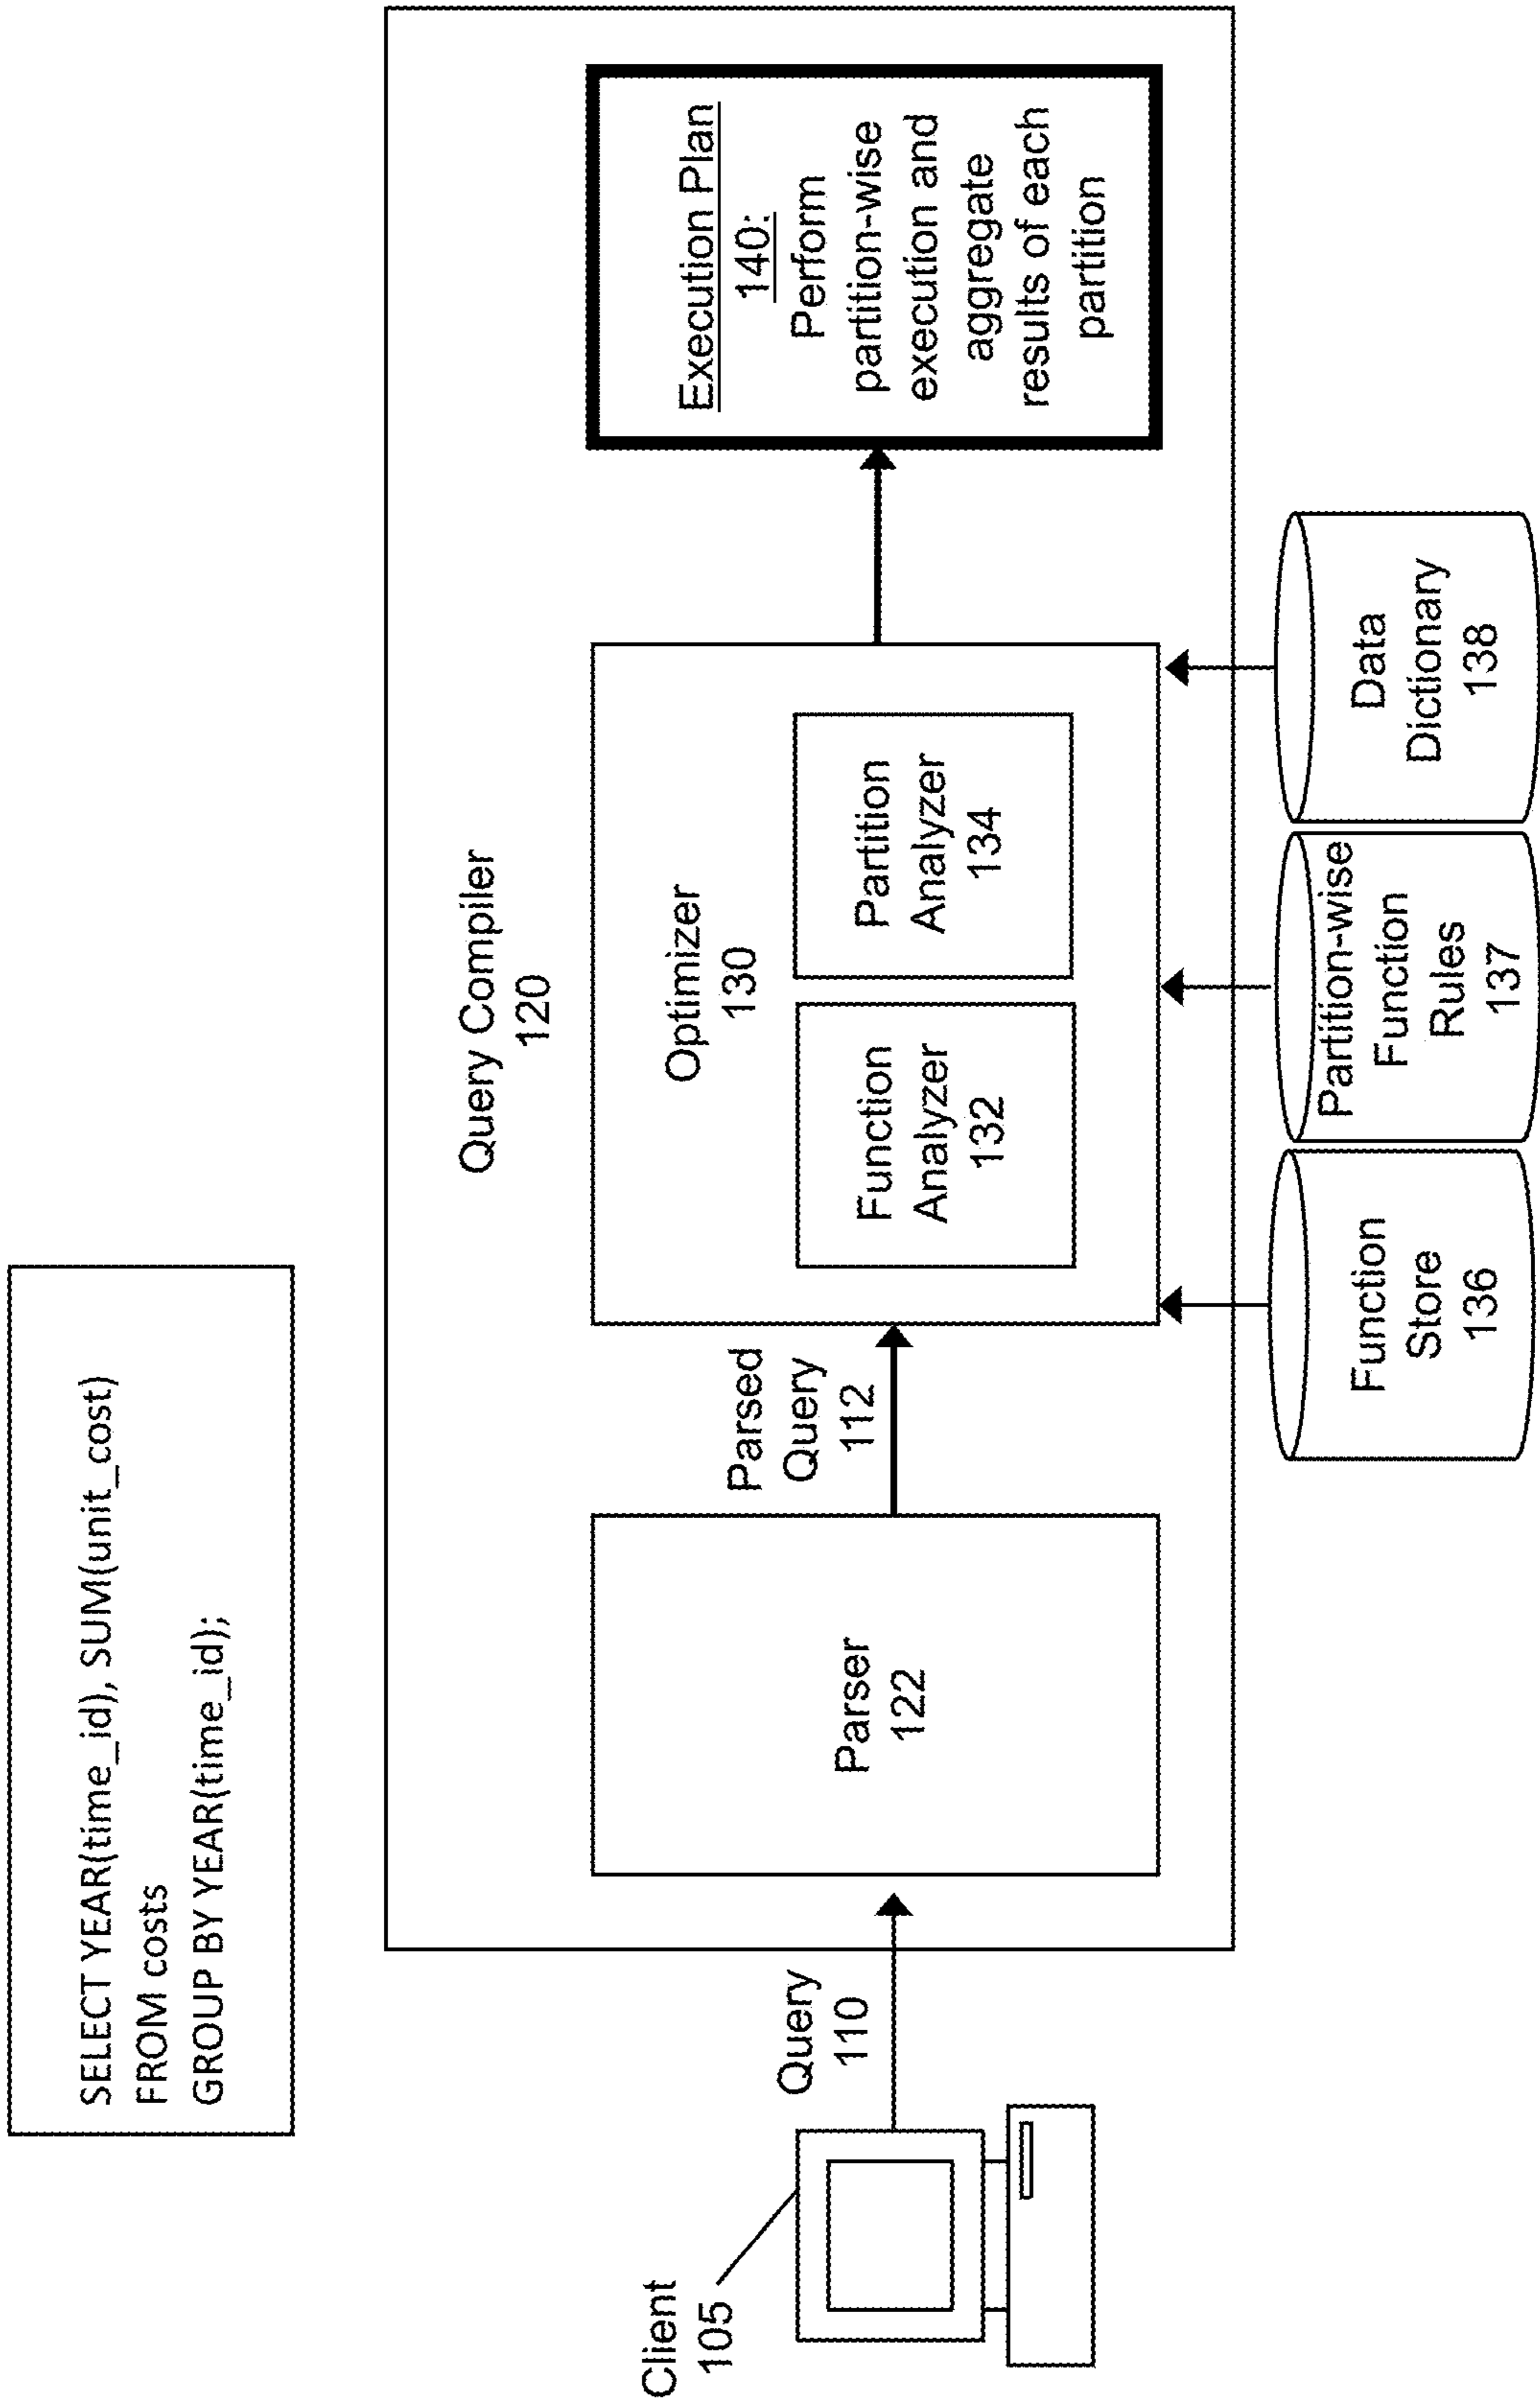 SELECT YEAR(time_id), SUM(unit_cost)
FROM costs
GROUP BY YEAR(time_id);
Query Compiler
120
Client
105
Query
110
Parser
122
Parsed
Query
112
Optimizer
130
Function
Analyzer
132
Partition
Analyzer
134
Execution Plan
140:
Perform
partition-wise
execution and
aggregate
results of each
partition
Function
Store
136
Partition-wise
Function
Rules
137
Data
Dictionary
138